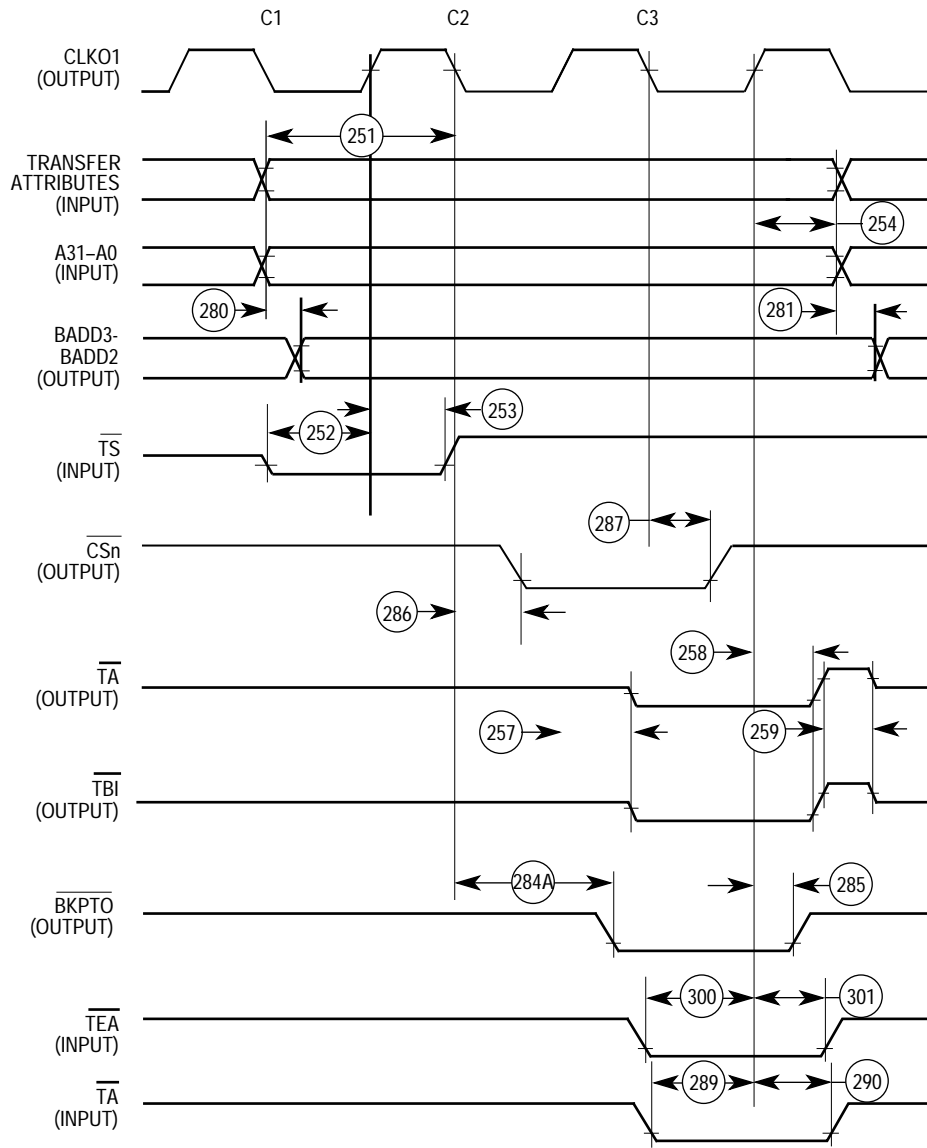 C1 C2 C3
CLKO1
(OUTPUT)
251
TRANSFER
ATTRIBUTES
(INPUT)
254
A31–A0
(INPUT)
280
281
BADD3-
BADD2
(OUTPUT)
253
252
TS
(INPUT)
287
CSn
(OUTPUT)
286
258
TA
(OUTPUT)
257
259
TBI
(OUTPUT)
284A
285
BKPTO
(OUTPUT)
300
301
TEA
(INPUT)
289
290
TA
(INPUT)